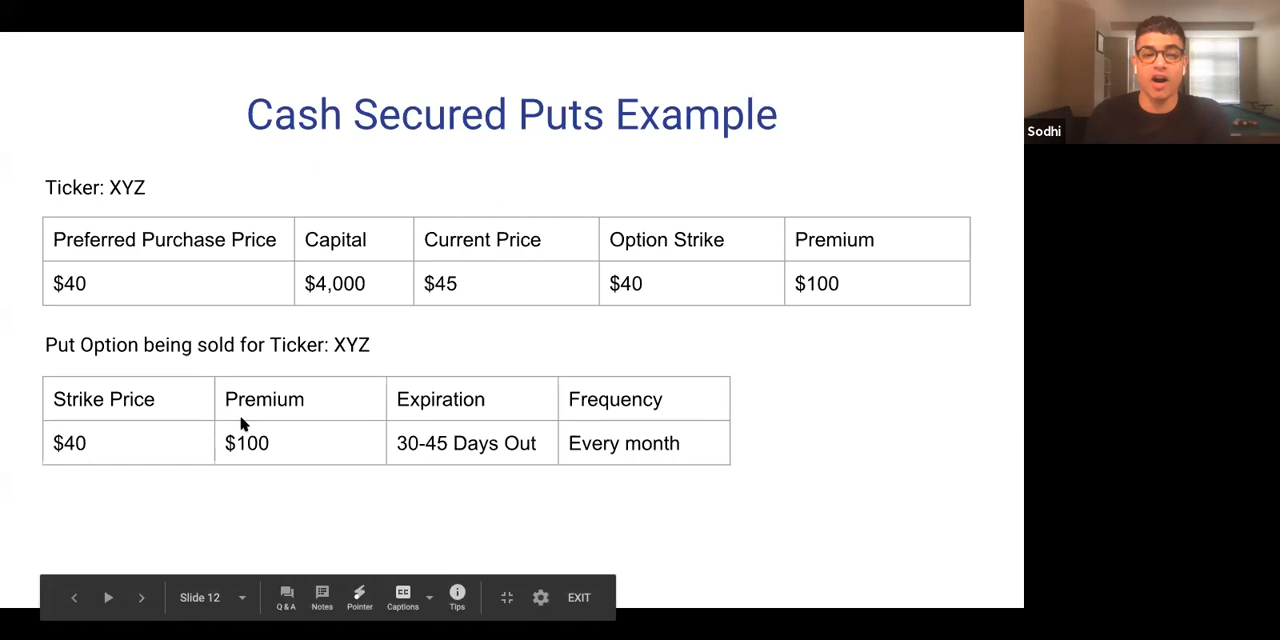 Cash Secured Puts Example
Sodhi
Ticker: XYZ
Preferred Purchase Price Capital Current Price Option Strike Premium
$40 $4,000 $45 $40 $100
Put Option being sold for Ticker: XYZ
Strike Price Premium Expiration Frequency
$40 $100 30-45 Days Out Every month
Slide 12 Q & A Notes Pointer CC Captions Tips EXIT